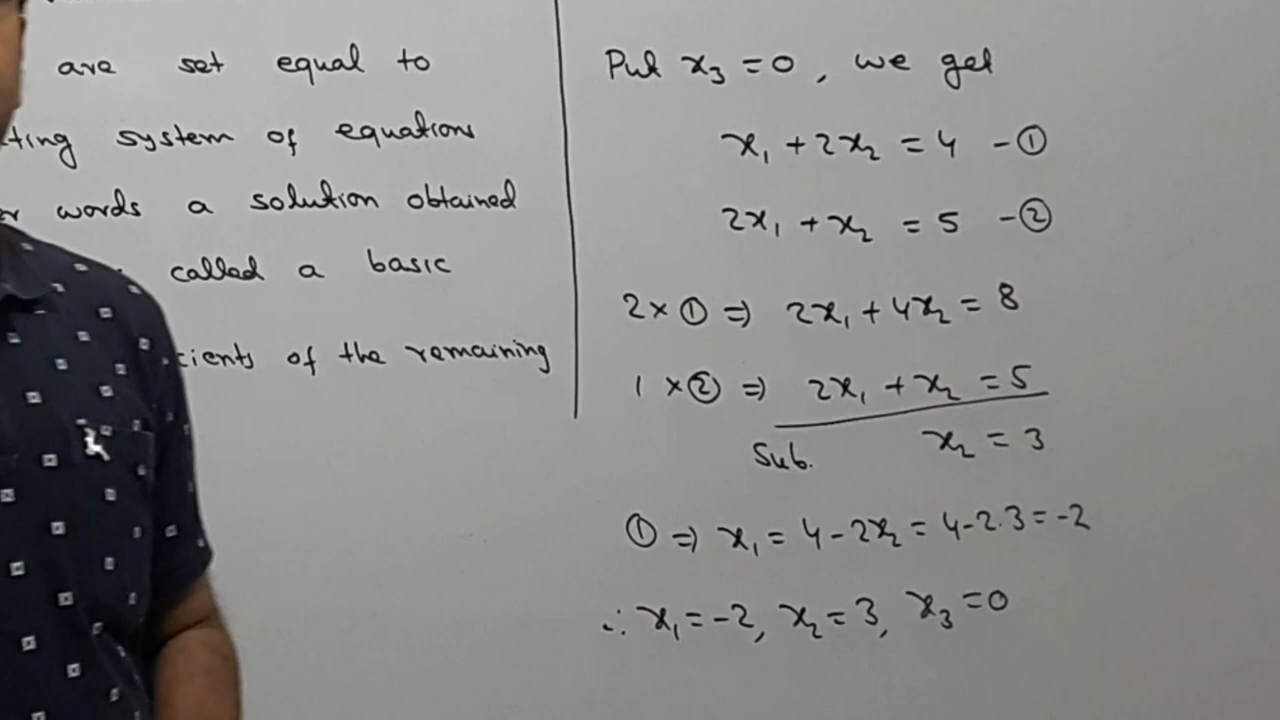 are set equal to
ting system of equations
words a solution obtained
called a basic
cients of the remaining
Put x₃ = 0, we get
x₁ + 2x₂ = 4 - ①
2x₁ + x₂ = 5 - ②
2 × ① ⇒ 2x₁ + 4x₂ = 8
1 × ② ⇒ 2x₁ + x₂ = 5
Sub. x₂ = 3
① ⇒ x₁ = 4 - 2x₂ = 4 - 2.3 = -2
∴ x₁ = -2, x₂ = 3, x₃ = 0